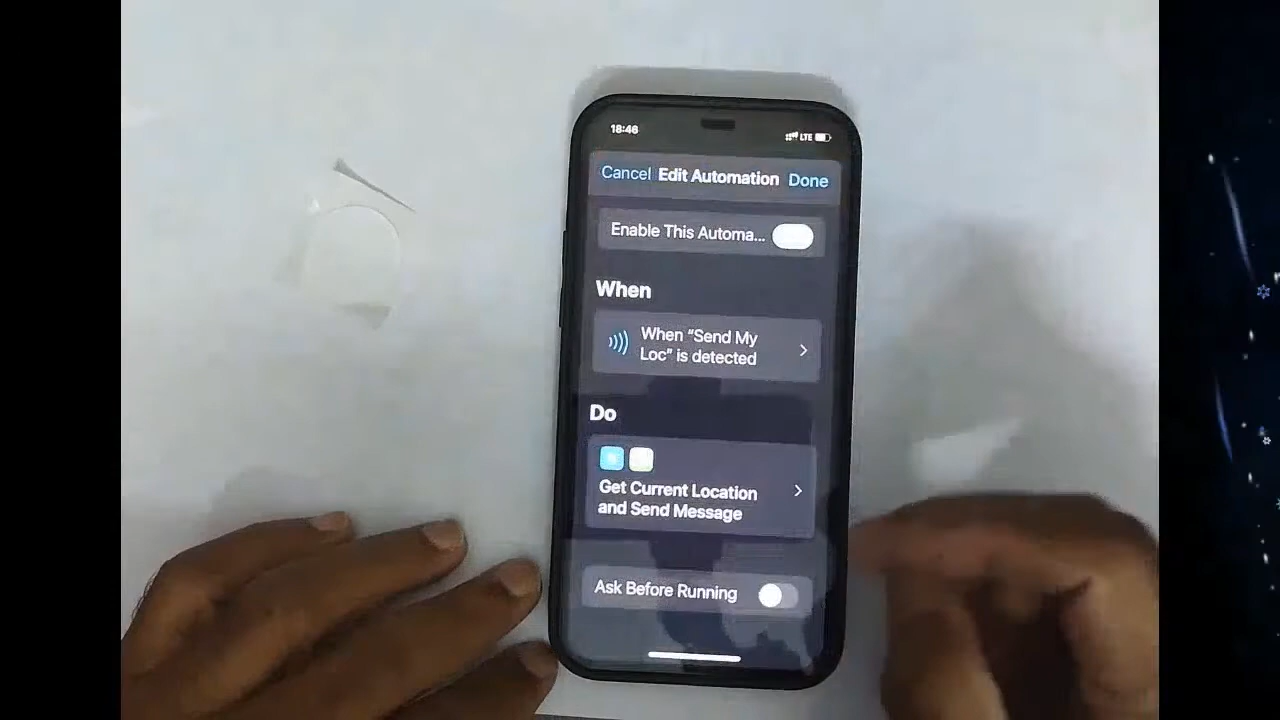 18:46
LTE
Cancel Edit Automation Done
Enable This Automa...
When
When “Send My
Loc” is detected
Do
Get Current Location
and Send Message
Ask Before Running